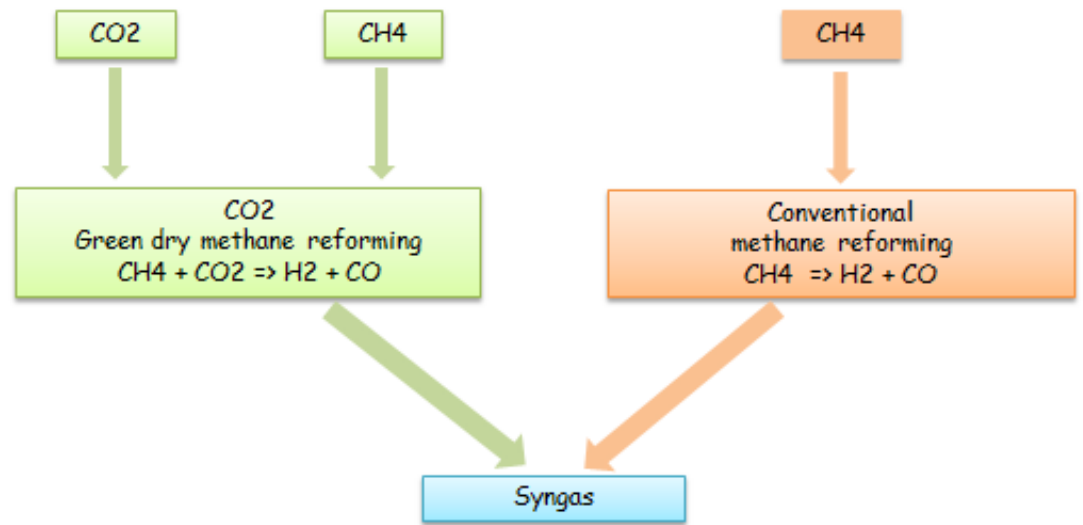 CO2
CH4
CH4
CO2
Green dry methane reforming
CH4 + CO2 => H2 + CO
Conventional
methane reforming
CH4 => H2 + CO
Syngas